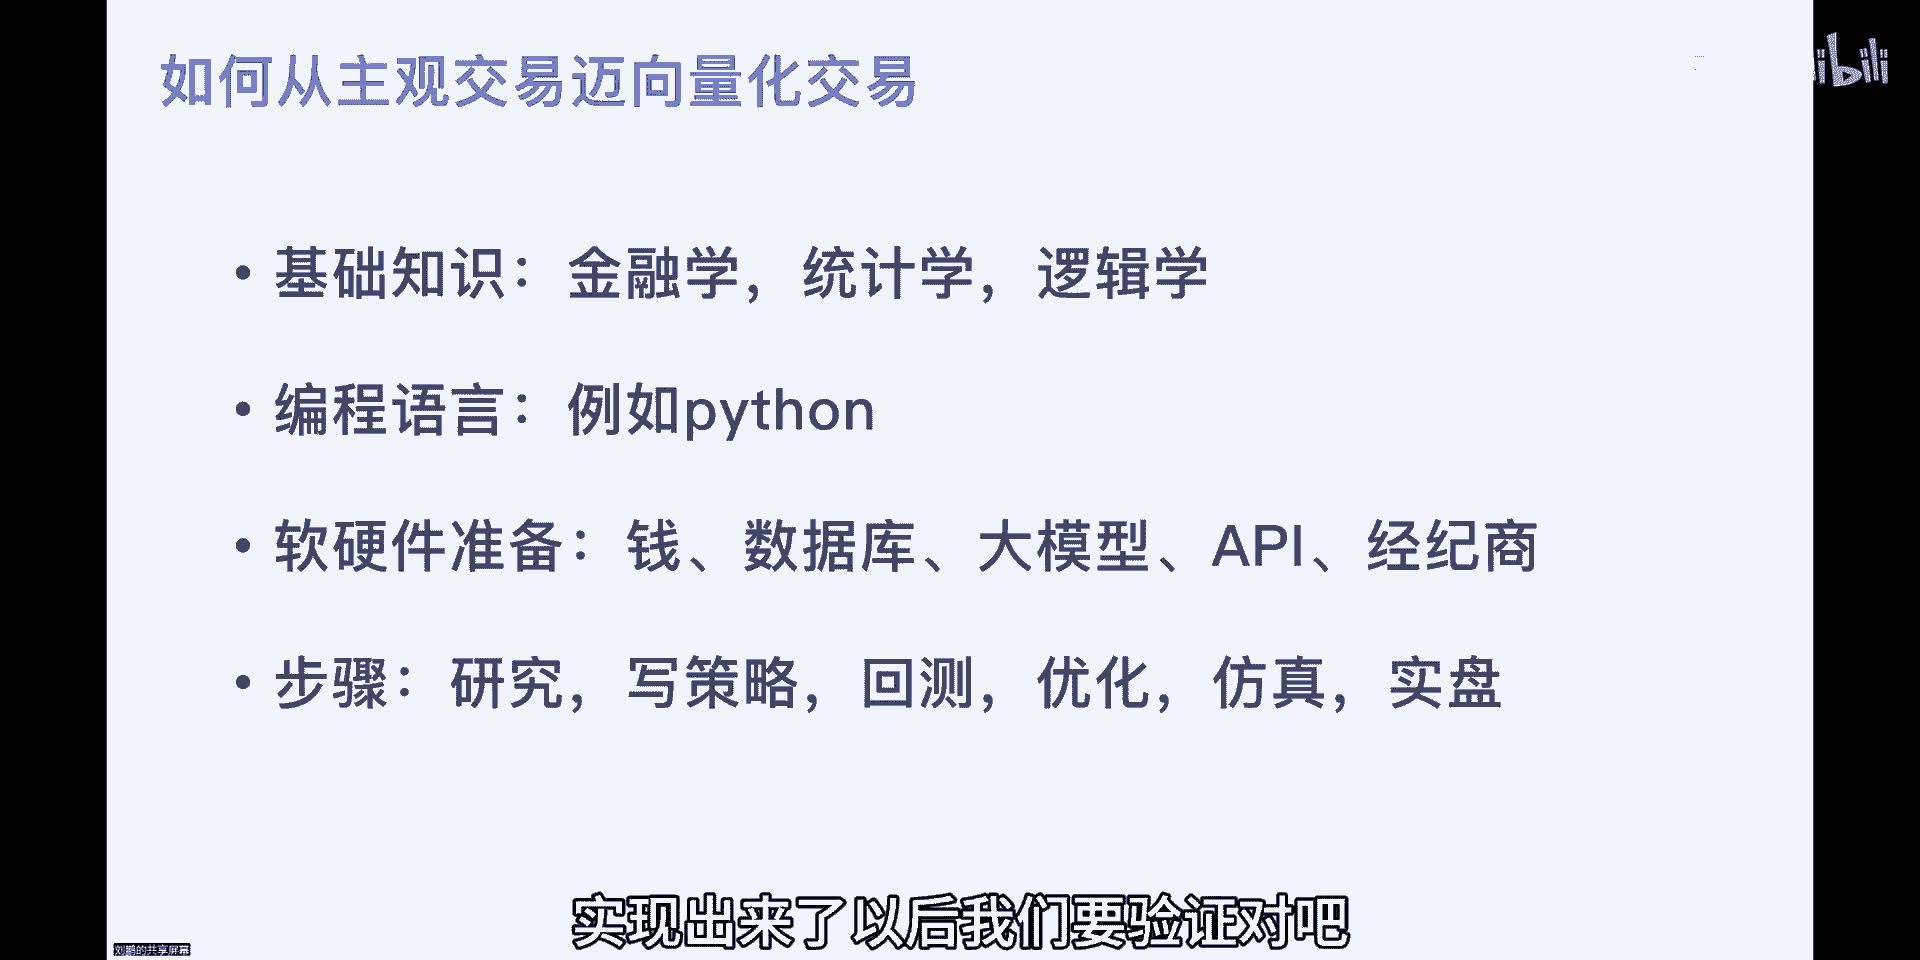 如何从主观交易迈向量化交易
ibili
• 基础知识：金融学，统计学，逻辑学
• 编程语言：例如python
• 软硬件准备：钱、数据库、大模型、API、经纪商
• 步骤：研究，写策略，回测，优化，仿真，实盘
实现出来了以后我们要验证对吧
刘鹏的共享屏幕